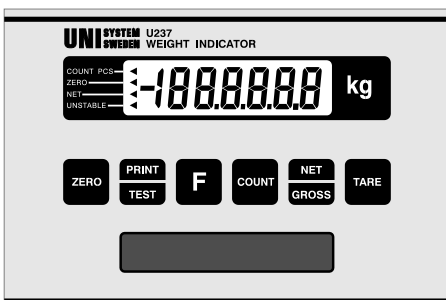 UNI SYSTEM SWEDEN U237
WEIGHT INDICATOR
COUNT PCS
ZERO
NET
UNSTABLE
-188.8.8.8.8
kg
ZERO
PRINT
TEST
F
COUNT
NET
GROSS
TARE